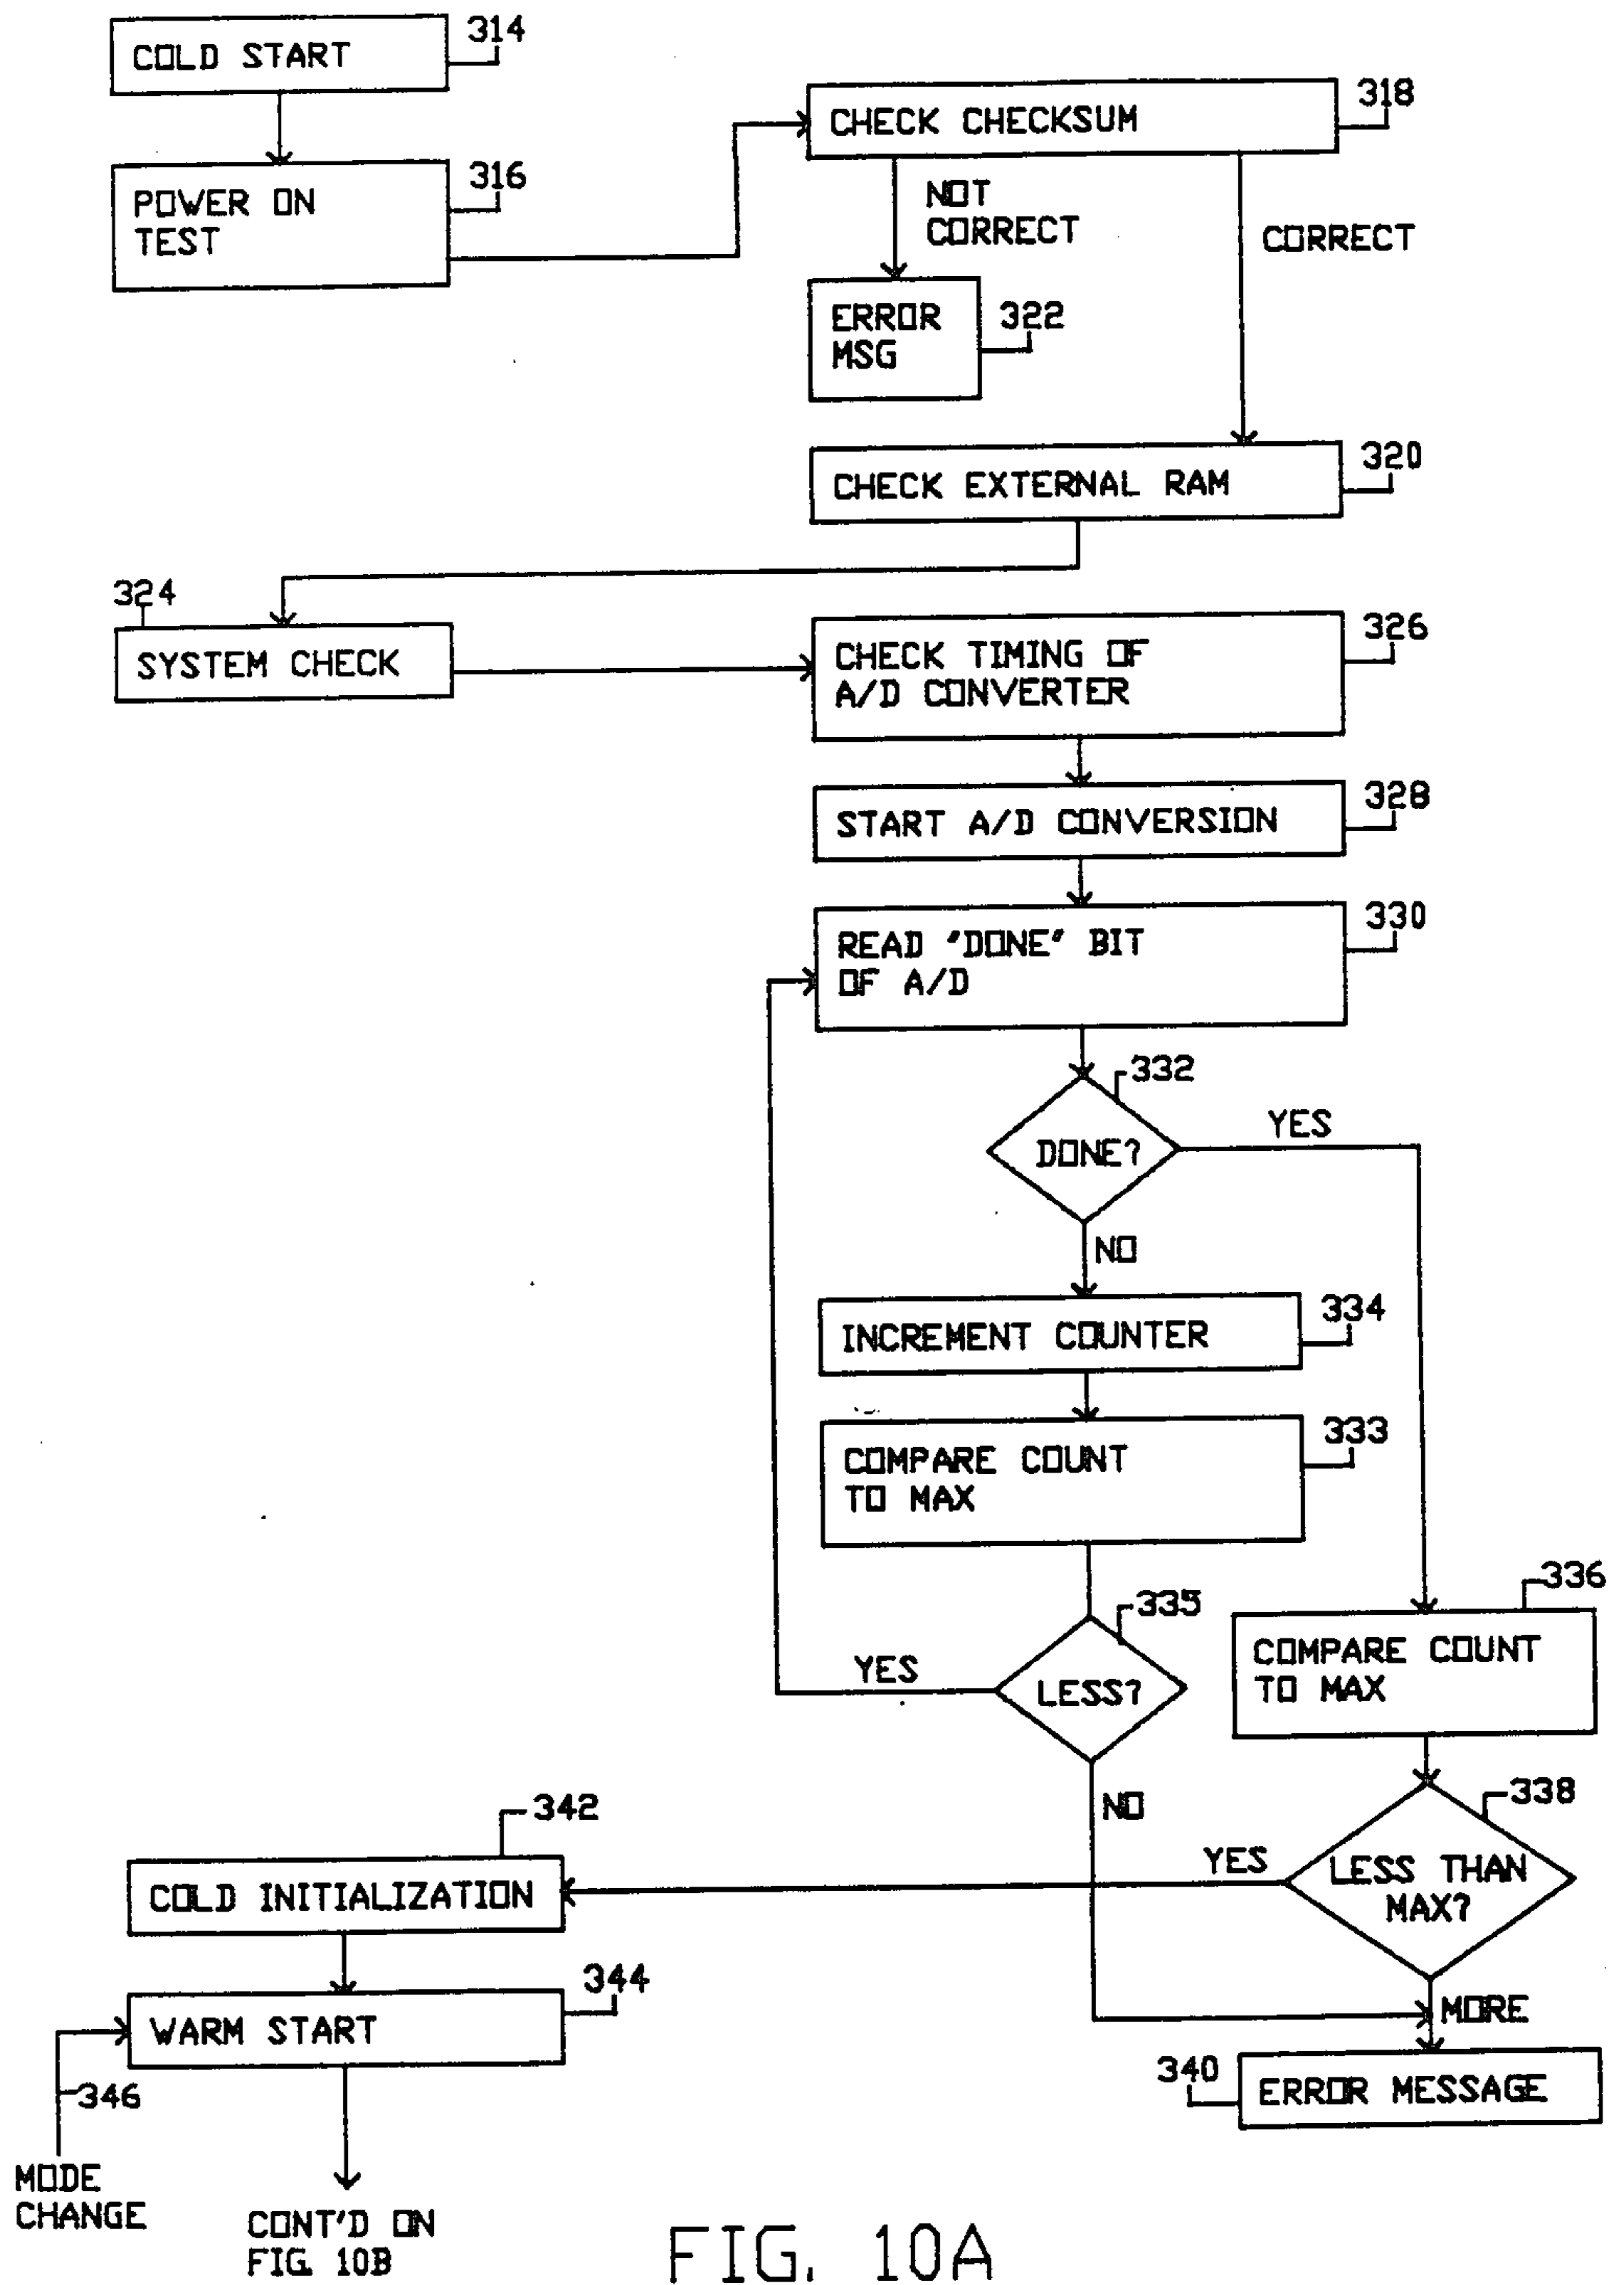 COLD START
314
POWER ON
TEST
316
CHECK CHECKSUM
318
NOT
CORRECT
CORRECT
ERROR
MSG
322
CHECK EXTERNAL RAM
320
324
SYSTEM CHECK
CHECK TIMING OF
A/D CONVERTER
326
START A/D CONVERSION
328
READ "DONE" BIT
OF A/D
330
332
DONE?
YES
NO
INCREMENT COUNTER
334
COMPARE COUNT
TO MAX
333
335
LESS?
YES
NO
336
COMPARE COUNT
TO MAX
338
LESS THAN
MAX?
YES
MORE
340
ERROR MESSAGE
342
COLD INITIALIZATION
344
WARM START
346
MODE
CHANGE
CONT'D ON
FIG. 10B
FIG. 10A